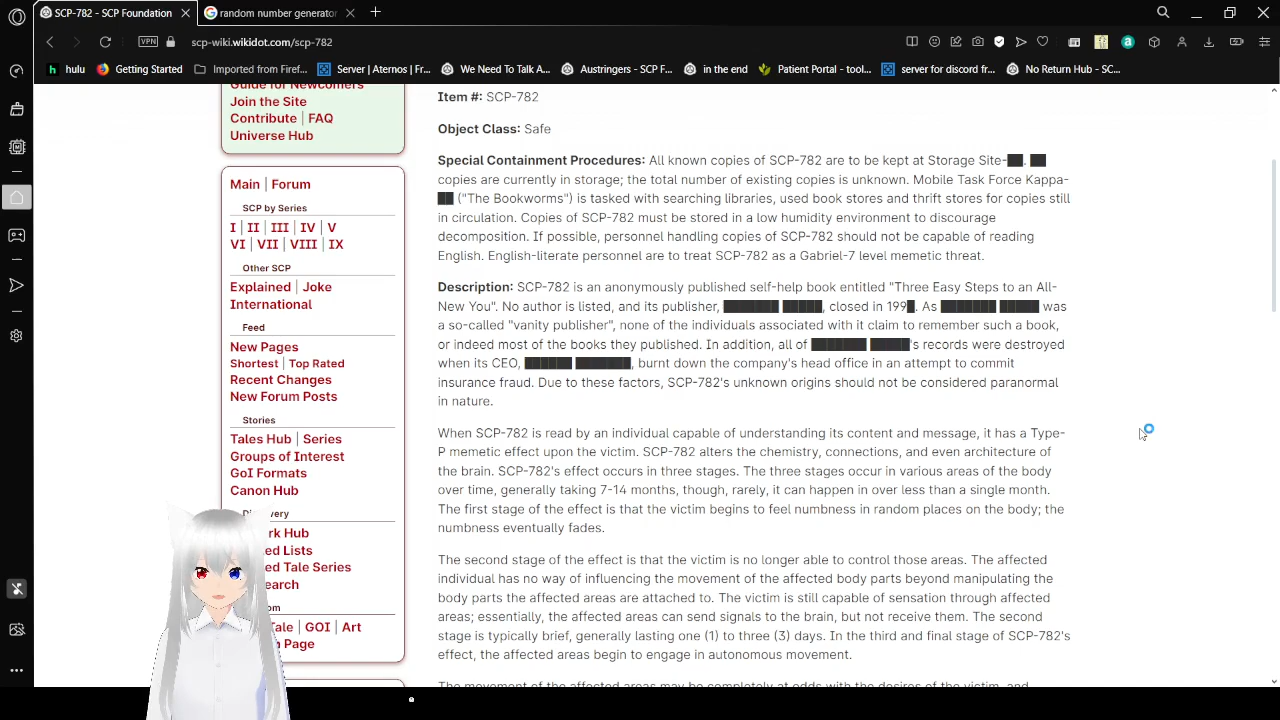 SCP-782 - SCP Foundation
random number generator
VPN
scp-wiki.wikidot.com/scp-782
hulu
Getting Started
Imported from Firef...
Server | Aternos | Fr...
We Need To Talk A...
Austringers - SCP F...
in the end
Patient Portal - tool...
server for discord fr...
No Return Hub - SC...
Guide for Newcomers
Join the Site
Contribute | FAQ
Universe Hub
Main | Forum
SCP by Series
I | II | III | IV | V
VI | VII | VIII | IX
Other SCP
Explained | Joke
International
Feed
New Pages
Shortest | Top Rated
Recent Changes
New Forum Posts
Stories
Tales Hub | Series
Groups of Interest
GoI Formats
Canon Hub
Hub
Lists
Tale Series
Tale | GOI | Art
Page
Item #: SCP-782
Object Class: Safe
Special Containment Procedures: All known copies of SCP-782 are to be kept at Storage Site-██. ██
copies are currently in storage; the total number of existing copies is unknown. Mobile Task Force Kappa-
██ ("The Bookworms") is tasked with searching libraries, used book stores and thrift stores for copies still
in circulation. Copies of SCP-782 must be stored in a low humidity environment to discourage
decomposition. If possible, personnel handling copies of SCP-782 should not be capable of reading
English. English-literate personnel are to treat SCP-782 as a Gabriel-7 level memetic threat.
Description: SCP-782 is an anonymously published self-help book entitled "Three Easy Steps to an All-
New You". No author is listed, and its publisher, ███████ █████, closed in 199█. As ███████ █████ was
a so-called "vanity publisher", none of the individuals associated with it claim to remember such a book,
or indeed most of the books they published. In addition, all of ███████ █████'s records were destroyed
when its CEO, ██████ ███████, burnt down the company's head office in an attempt to commit
insurance fraud. Due to these factors, SCP-782's unknown origins should not be considered paranormal
in nature.
When SCP-782 is read by an individual capable of understanding its content and message, it has a Type-
P memetic effect upon the victim. SCP-782 alters the chemistry, connections, and even architecture of
the brain. SCP-782's effect occurs in three stages. The three stages occur in various areas of the body
over time, generally taking 7-14 months, though, rarely, it can happen in over less than a single month.
The first stage of the effect is that the victim begins to feel numbness in random places on the body; the
numbness eventually fades.
The second stage of the effect is that the victim is no longer able to control those areas. The affected
individual has no way of influencing the movement of the affected body parts beyond manipulating the
body parts the affected areas are attached to. The victim is still capable of sensation through affected
areas; essentially, the affected areas can send signals to the brain, but not receive them. The second
stage is typically brief, generally lasting one (1) to three (3) days. In the third and final stage of SCP-782's
effect, the affected areas begin to engage in autonomous movement.
The movement of the affected areas may be completely at odds with the desires of the victim, and